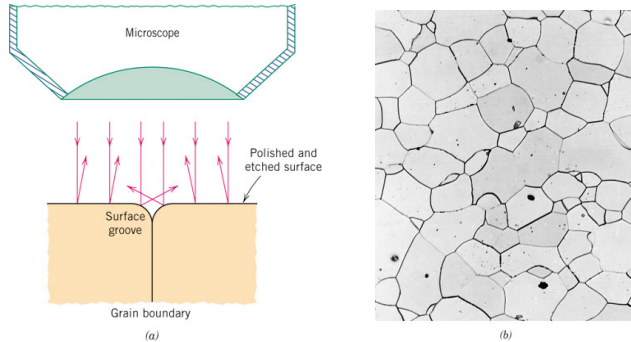 Microscope
Polished and
etched surface
Surface
groove
Grain boundary
(a)
(b)